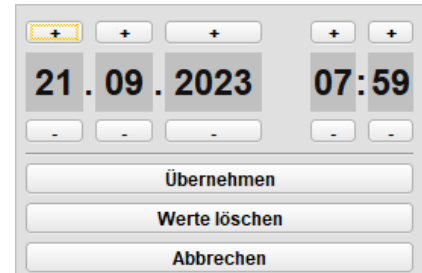 + + + + +
21 . 09 . 2023 07:59
- - - - -
Übernehmen
Werte löschen
Abbrechen